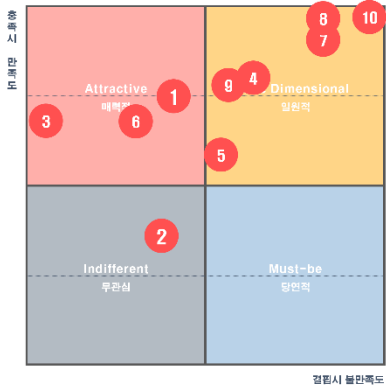 충족시 만족도
8
10
7
Attractive
Dimensional
4
9
1
매력적
일원적
3
6
5
2
Indifferent
Must-be
무관심
당연적
결핍시 불만족도